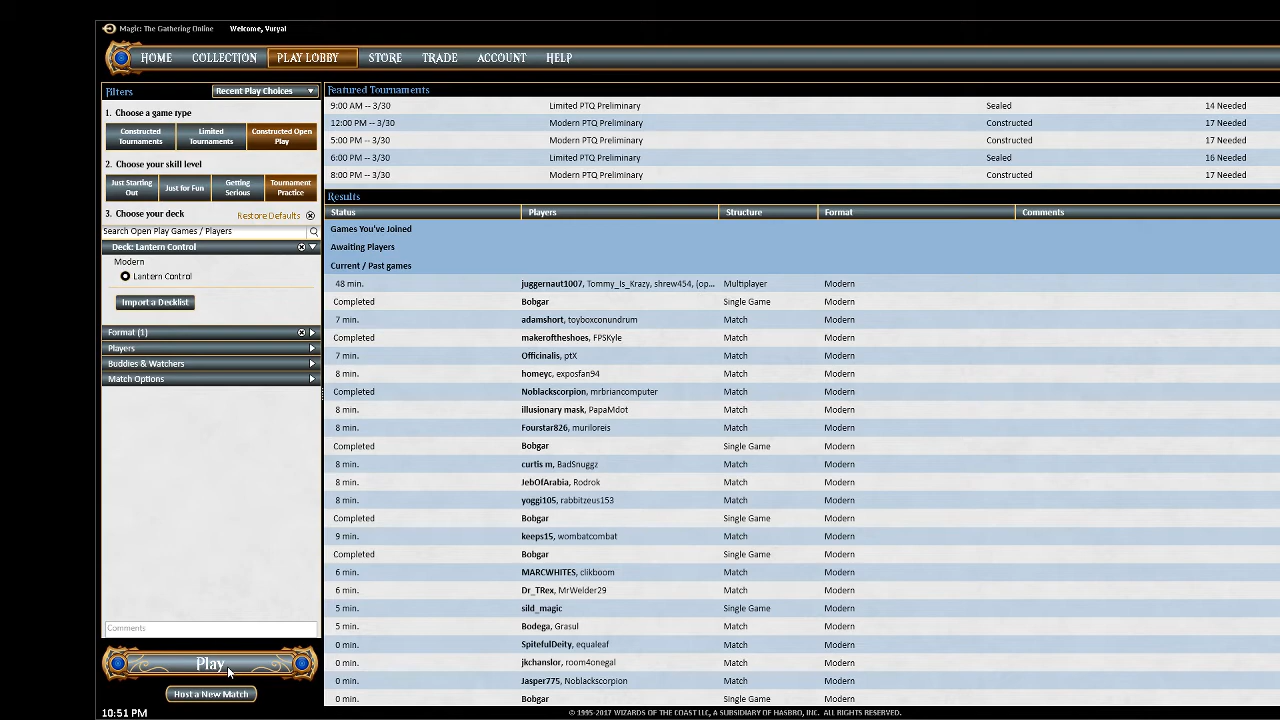 Magic: The Gathering Online Welcome, Vuryal
HOME COLLECTION PLAY LOBBY STORE TRADE ACCOUNT HELP
Filters Recent Play Choices
1. Choose a game type
Constructed Tournaments Limited Tournaments Constructed Open Play
2. Choose your skill level
Just Starting Out Just for Fun Getting Serious Tournament Practice
3. Choose your deck Restore Defaults
Search Open Play Games / Players
Deck: Lantern Control
Modern
Lantern Control
Import a Decklist
Format (1)
Players
Buddies & Watchers
Match Options
Comments
Play
Host a New Match
10:51 PM
Featured Tournaments
9:00 AM -- 3/30 Limited PTQ Preliminary Sealed 14 Needed
12:00 PM -- 3/30 Modern PTQ Preliminary Constructed 17 Needed
5:00 PM -- 3/30 Modern PTQ Preliminary Constructed 17 Needed
6:00 PM -- 3/30 Limited PTQ Preliminary Sealed 16 Needed
8:00 PM -- 3/30 Modern PTQ Preliminary Constructed 17 Needed
Results
Status Players Structure Format Comments
Games You've Joined
Awaiting Players
Current / Past games
48 min. juggernaut1007, Tommy_Is_Krazy, shrew454, (op... Multiplayer Modern
Completed Bobgar Single Game Modern
7 min. adamshort, toyboxconundrum Match Modern
Completed makeroftheshoes, FPSKyle Match Modern
7 min. Officinalis, ptX Match Modern
8 min. homeyc, exposfan94 Match Modern
Completed Noblackscorpion, mrbriancomputer Match Modern
8 min. illusionary mask, PapaMdot Match Modern
8 min. Fourstar826, muriloreis Match Modern
Completed Bobgar Single Game Modern
8 min. curtis m, BadSnuggz Match Modern
8 min. JebOfArabia, Rodrok Match Modern
8 min. yoggi105, rabbitzeus153 Match Modern
Completed Bobgar Single Game Modern
9 min. keeps15, wombatcombat Match Modern
Completed Bobgar Single Game Modern
6 min. MARCWHITES, clikboom Match Modern
6 min. Dr_TRex, MrWelder29 Match Modern
5 min. sild_magic Single Game Modern
5 min. Bodega, Grasul Match Modern
0 min. SpitefulDeity, equaleaf Match Modern
0 min. jkchanslor, room4onegal Match Modern
0 min. Jasper775, Noblackscorpion Match Modern
0 min. Bobgar Single Game Modern
© 1995-2017 WIZARDS OF THE COAST LLC, A SUBSIDIARY OF HASBRO, INC. ALL RIGHTS RESERVED.